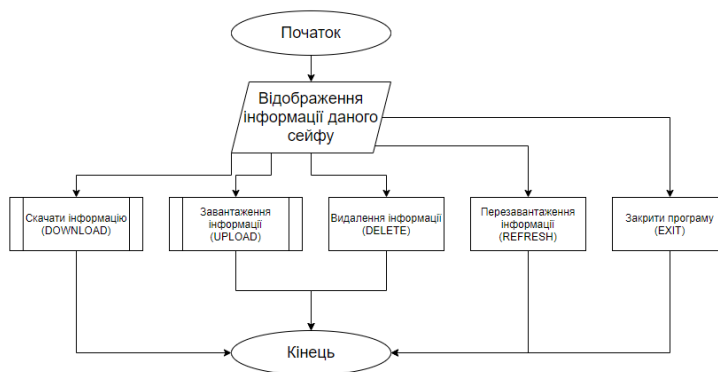 Початок
Відображення
інформації даного
сейфу
Скачати інформацію
(DOWNLOAD)
Завантаження
інформації
(UPLOAD)
Видалення інформації
(DELETE)
Перезавантаження
інформації
(REFRESH)
Закрити програму
(EXIT)
Кінець